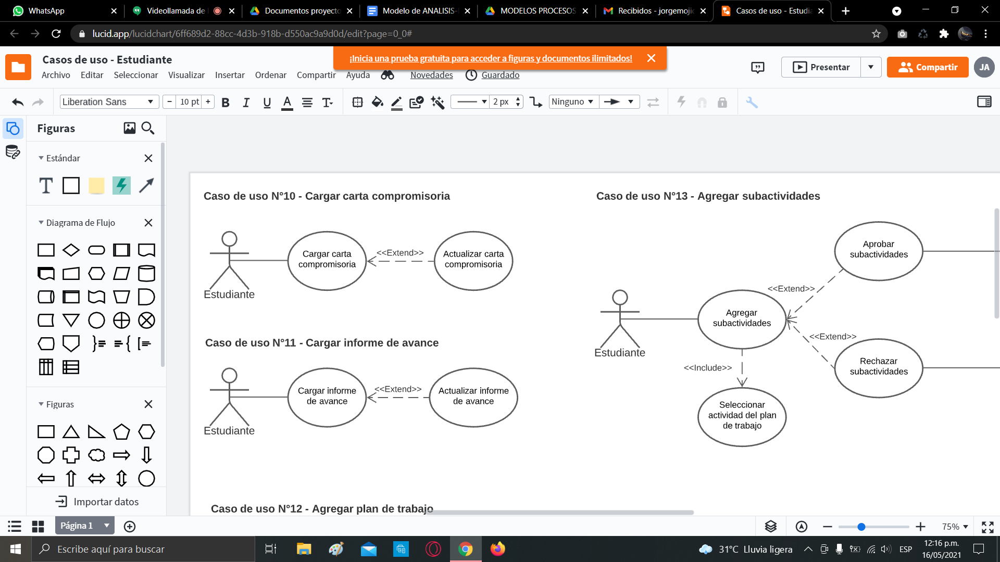 WhatsApp
Videollamada de
Documentos proyecto
Modelo de ANALISIS-
MODELOS PROCESOS
Recibidos - jorgemojic
Casos de uso - Estudia
lucid.app/lucidchart/6ff689d2-88cc-4d3b-918b-d550ac9a9d0d/edit?page=0_0#
Casos de uso - Estudiante
¡Inicia una prueba gratuita para acceder a figuras y documentos ilimitados!
Archivo Editar Seleccionar Visualizar Insertar Ordenar Compartir Ayuda Novedades Guardado
Presentar
Compartir
JA
Liberation Sans
- 10 pt +
B I U A T
2 px
Ninguno
Figuras
Estándar
T
Diagrama de Flujo
Figuras
Importar datos
Caso de uso N°10 - Cargar carta compromisoria
Estudiante
Cargar carta
compromisoria
<<Extend>>
Actualizar carta
compromisoria
Caso de uso N°11 - Cargar informe de avance
Estudiante
Cargar informe
de avance
<<Extend>>
Actualizar informe
de avance
Caso de uso N°12 - Agregar plan de trabajo
Caso de uso N°13 - Agregar subactividades
Estudiante
Agregar
subactividades
<<Extend>>
Aprobar
subactividades
<<Extend>>
Rechazar
subactividades
<<Include>>
Seleccionar
actividad del plan
de trabajo
Página 1
75%
Escribe aquí para buscar
31°C Lluvia ligera
ESP
12:16 p.m.
16/05/2021